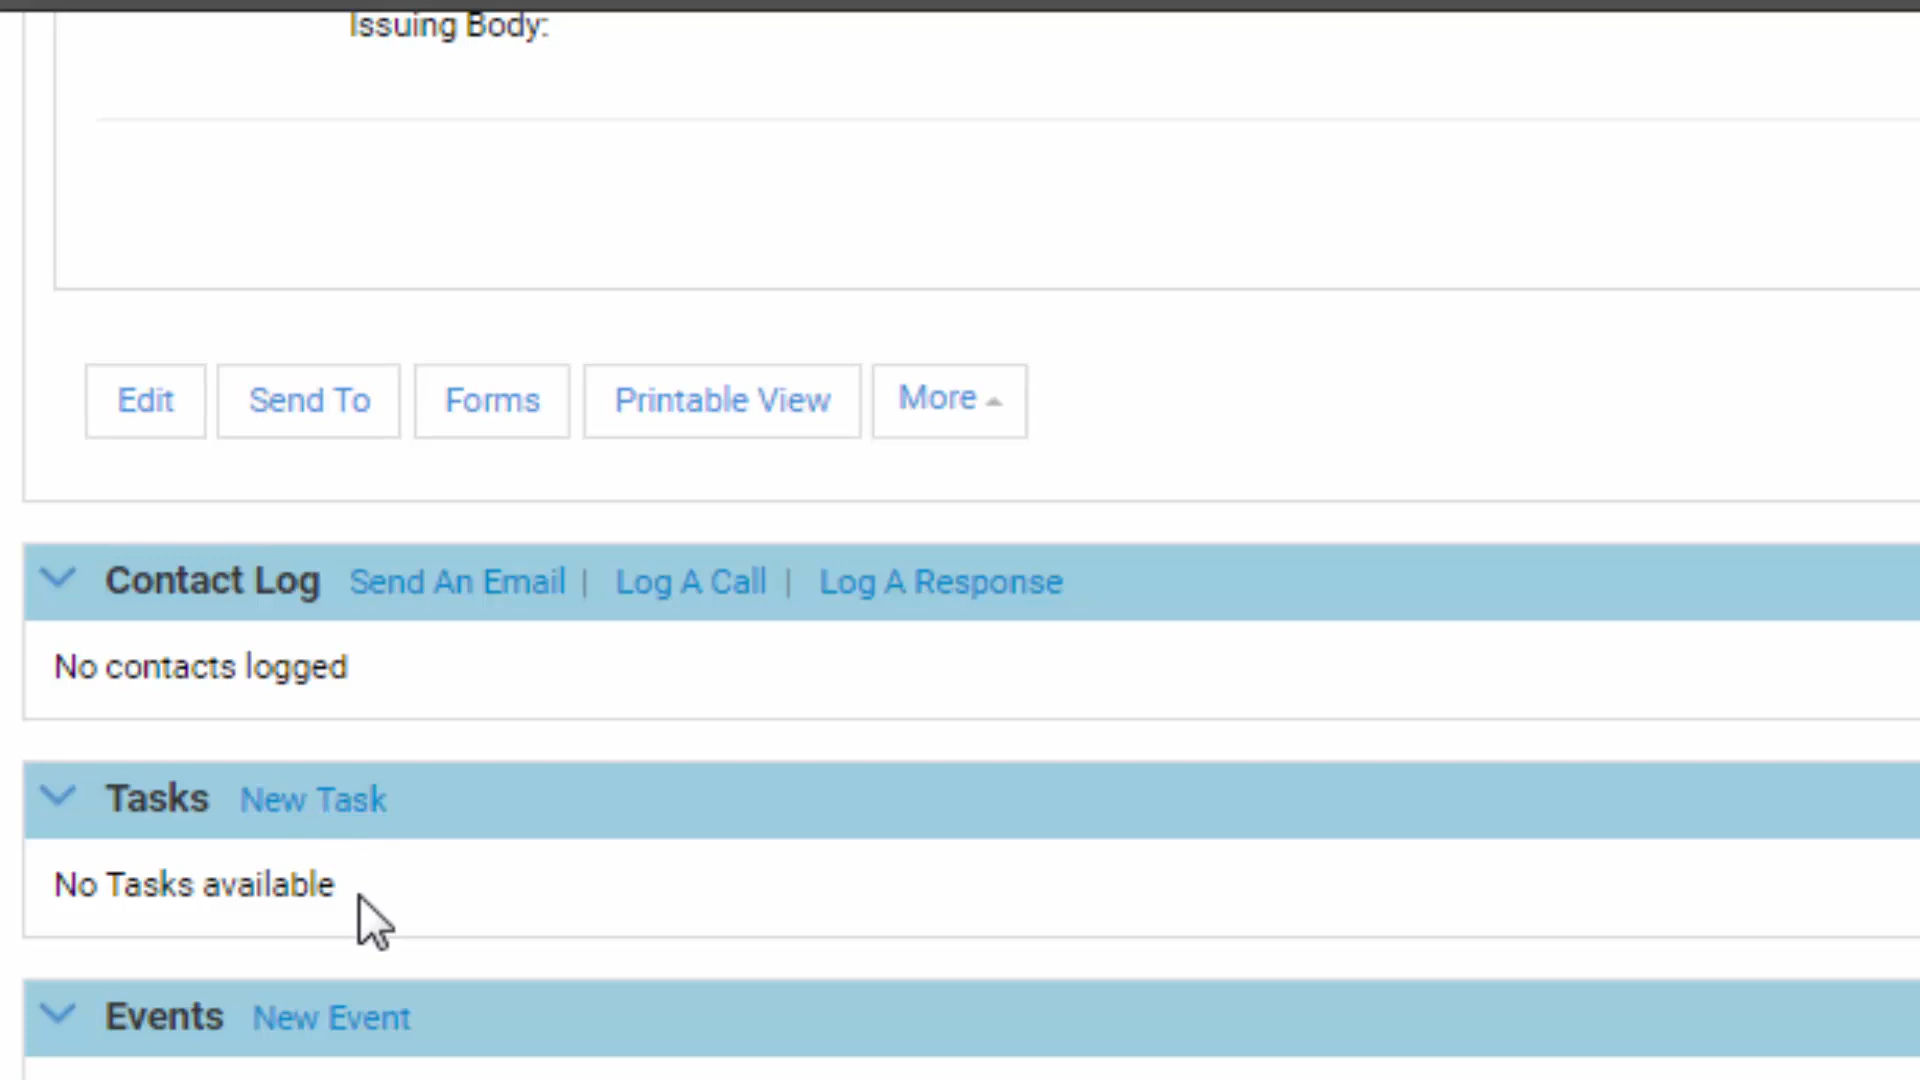 Issuing Body:
Edit Send To Forms Printable View More
Contact Log Send An Email | Log A Call | Log A Response
No contacts logged
Tasks New Task
No Tasks available
Events New Event